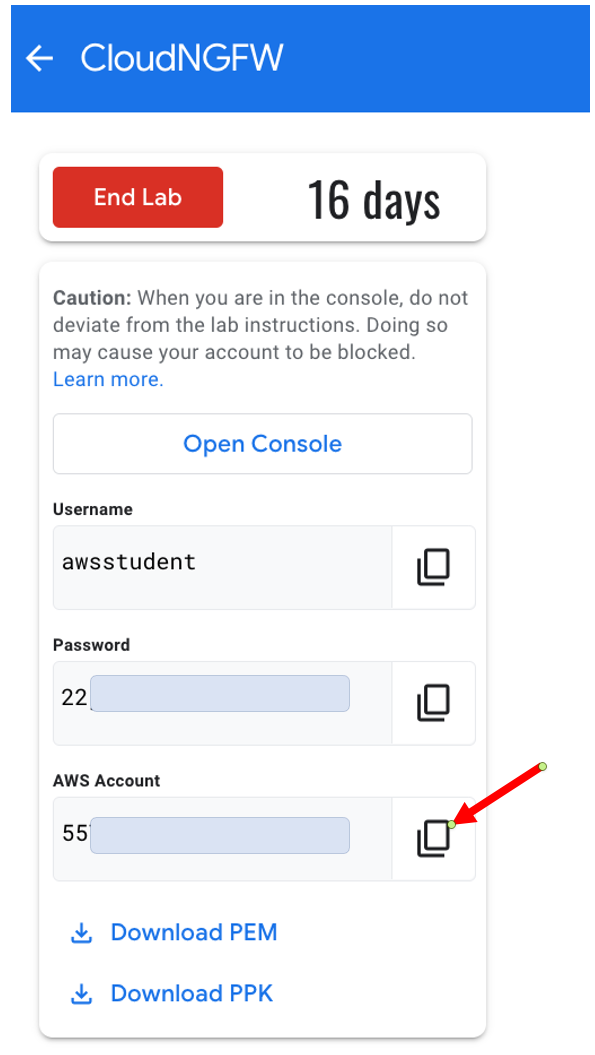 CloudNGFW
End Lab
16 days
Caution: When you are in the console, do not
deviate from the lab instructions. Doing so
may cause your account to be blocked.
Learn more.
Open Console
Username
awsstudent
Password
22
AWS Account
55
Download PEM
Download PPK